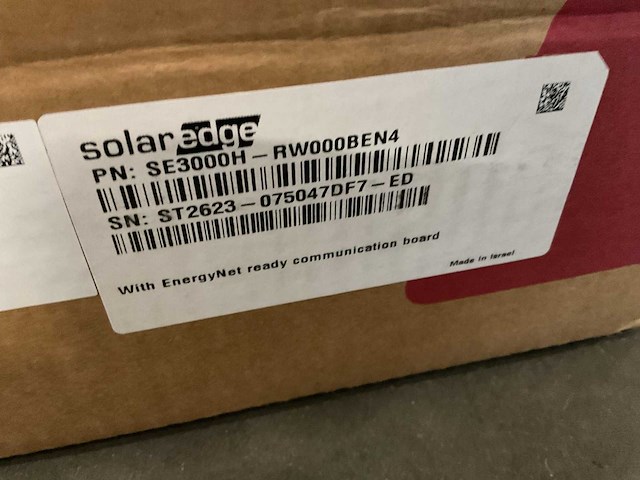 solaredge
PN: SE3000H-RW000BEN4
SN: ST2623-075047DF7-ED
With EnergyNet ready communication board
Made in Israel